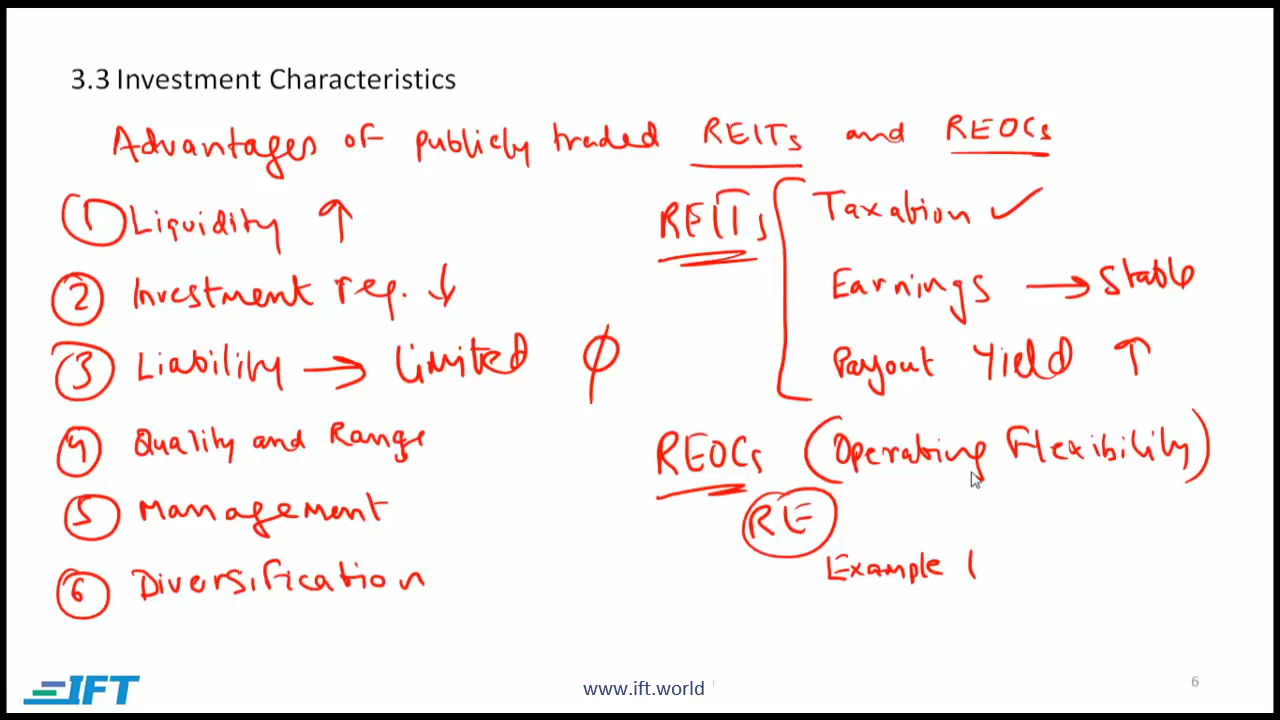 3.3 Investment Characteristics
Advantages of publicly traded REITs and REOCs
① Liquidity ↑
② Investment req. ↓
③ Liability → Limited ϕ
④ Quality and Range
⑤ Management
⑥ Diversification
REITs
Taxation ✓
Earnings → Stable
Payout Yield ↑
REOCs (Operating Flexibility)
RE
Example 1
IFT
www.ift.world
6